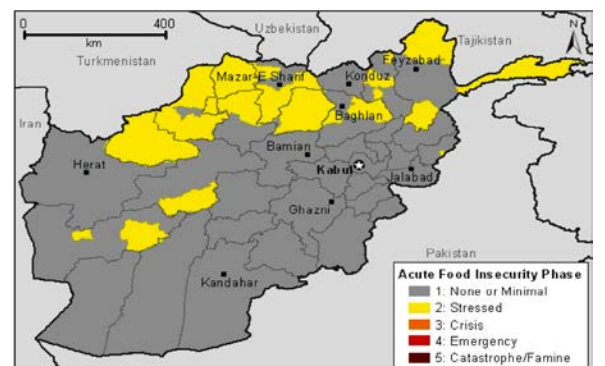 0
400
km
N
Uzbekistan
Tajikistan
Turkmenistan
Feyzabad
Mazar-E Sharif
Konduz
Baghlan
Iran
Bamian
Herat
Kabul
Jalabad
Ghazni
Pakistan
Kandahar
Acute Food Insecurity Phase
1: None or Minimal
2: Stressed
3: Crisis
4: Emergency
5: Catastrophe/Famine